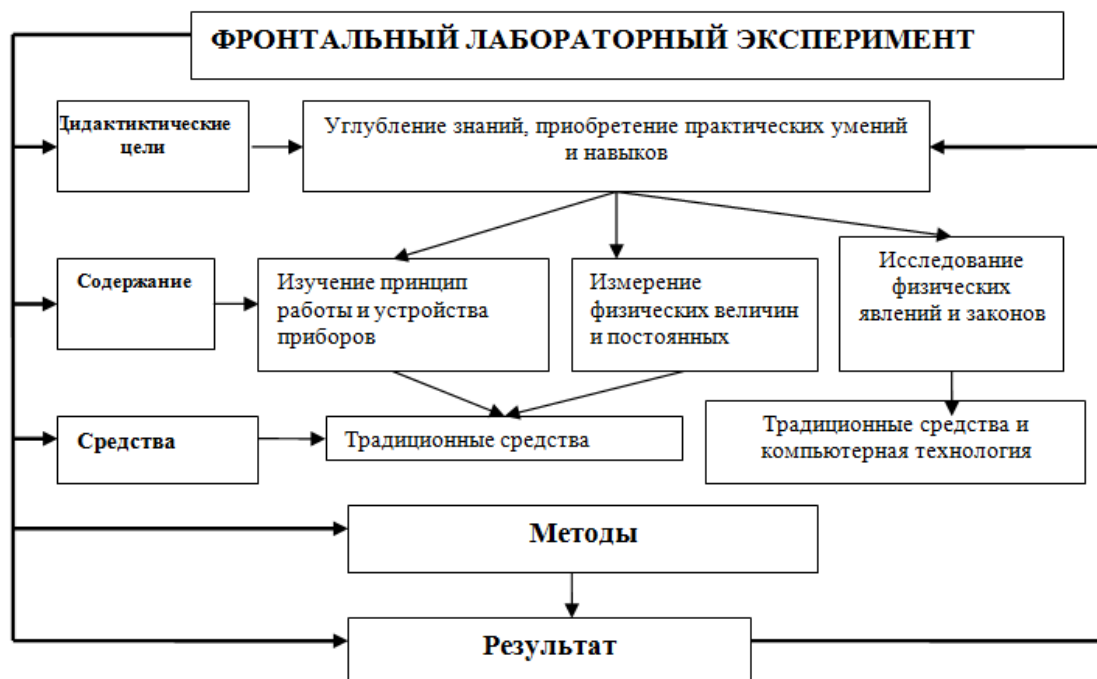 ФРОНТАЛЬНЫЙ ЛАБОРАТОРНЫЙ ЭКСПЕРИМЕНТ
Дидактиктические
цели
Углубление знаний, приобретение практических умений
и навыков
Содержание
Изучение принцип
работы и устройства
приборов
Измерение
физических величин
и постоянных
Исследование
физических
явлений и законов
Средства
Традиционные средства
Традиционные средства и
компьютерная технология
Методы
Результат